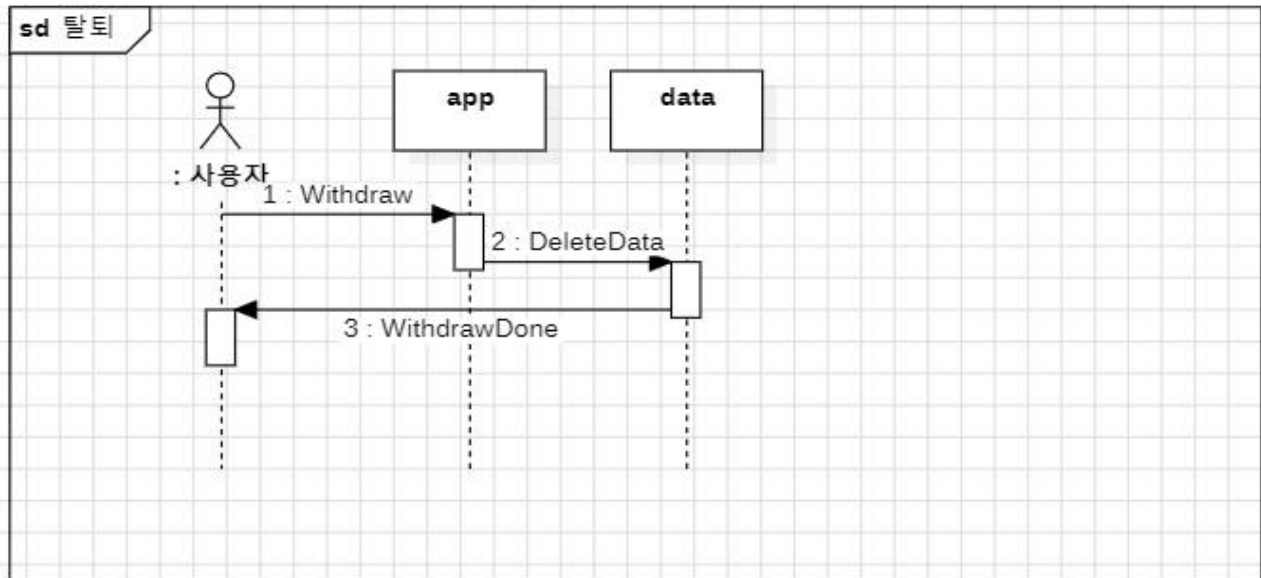 sd 탈퇴
app
data
: 사용자
1 : Withdraw
2 : DeleteData
3 : WithdrawDone